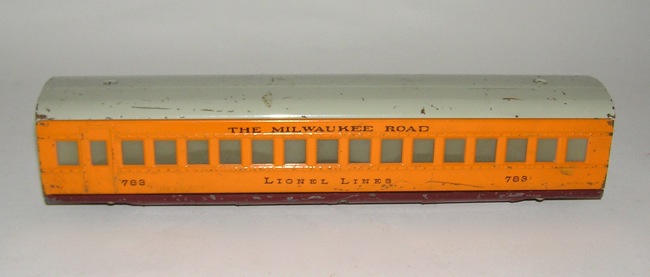 THE MILWAUKEE ROAD
783 LIONEL LINES 783